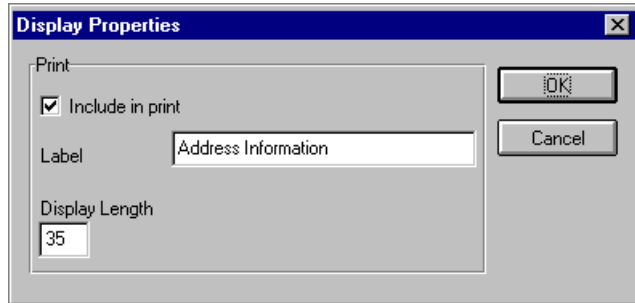 Display Properties
Print
OK
Include in print
Cancel
Label
Address Information
Display Length
35